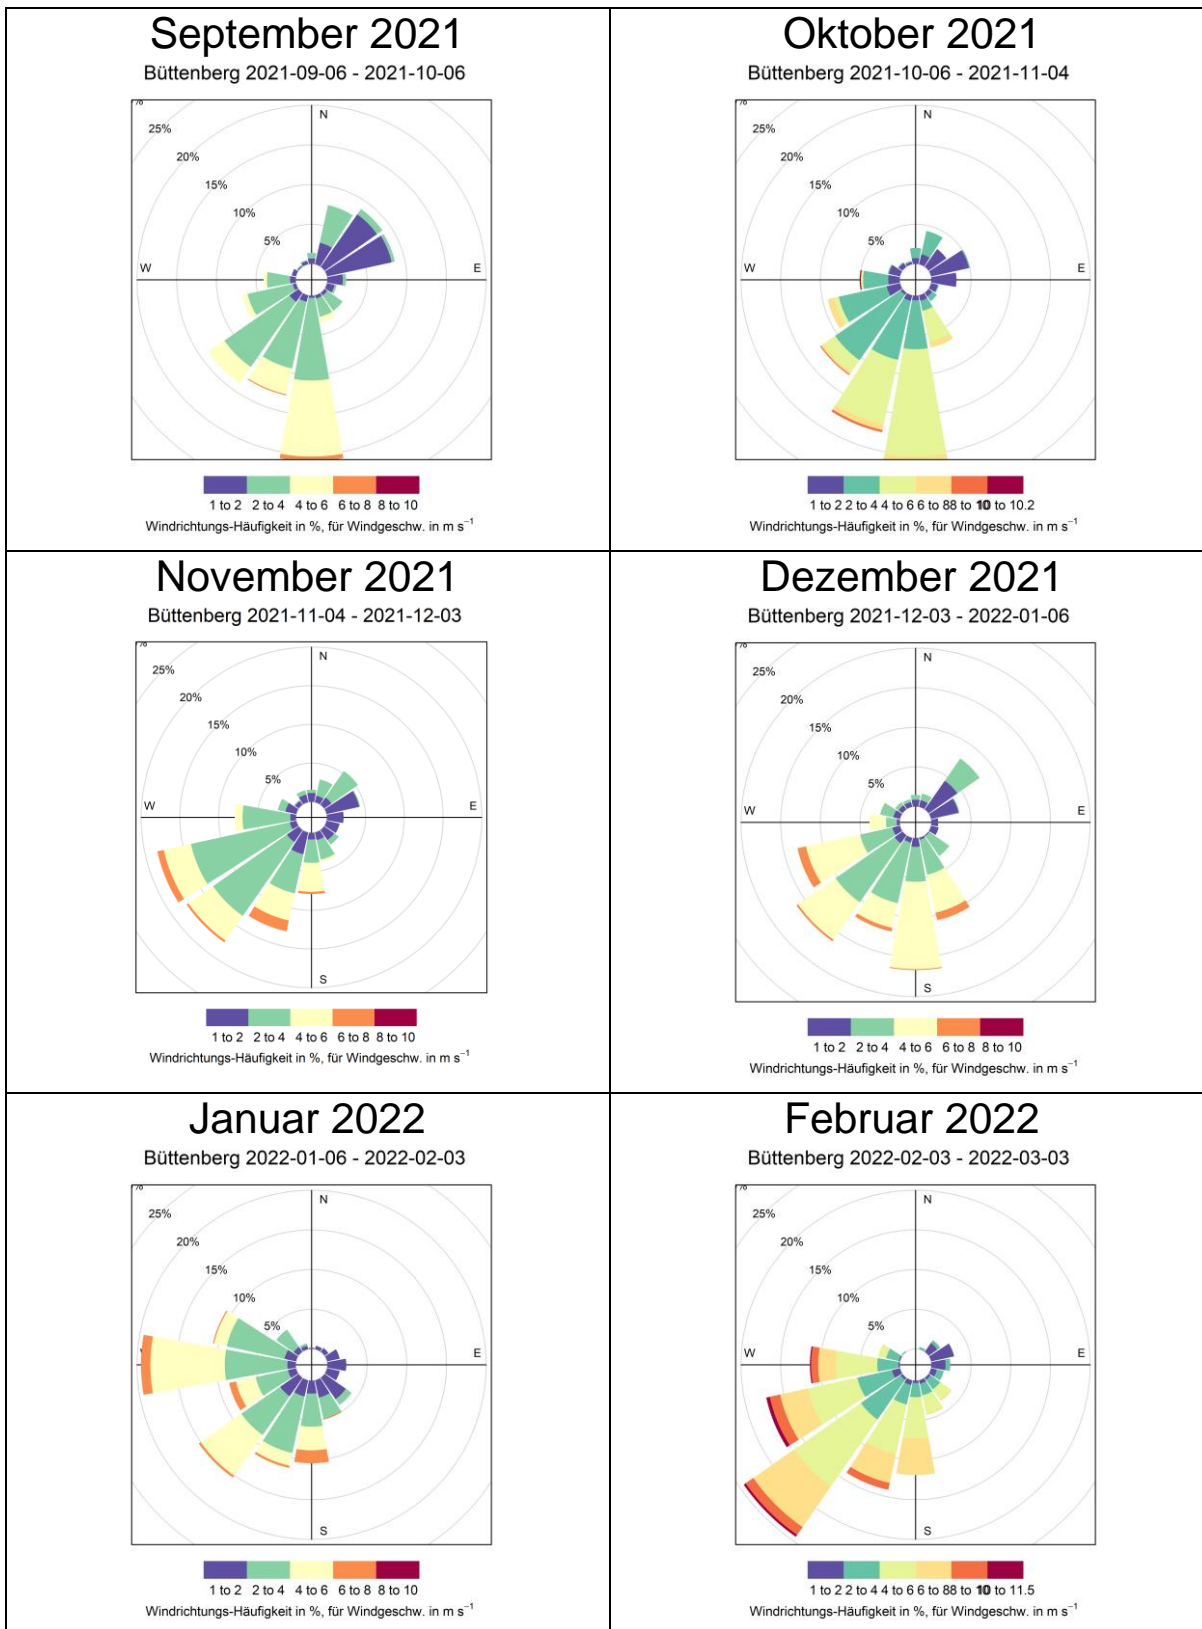 September 2021
Büttenberg 2021-09-06 - 2021-10-06
%
25%
20%
15%
10%
5%
N
W
E
1 to 2 2 to 4 4 to 6 6 to 8 8 to 10
Windrichtungs-Häufigkeit in %, für Windgeschw. in m s⁻¹
Oktober 2021
Büttenberg 2021-10-06 - 2021-11-04
%
25%
20%
15%
10%
5%
N
W
E
1 to 2 2 to 4 4 to 6 6 to 88 to 10 10 to 10.2
Windrichtungs-Häufigkeit in %, für Windgeschw. in m s⁻¹
November 2021
Büttenberg 2021-11-04 - 2021-12-03
%
25%
20%
15%
10%
5%
N
W
E
S
1 to 2 2 to 4 4 to 6 6 to 8 8 to 10
Windrichtungs-Häufigkeit in %, für Windgeschw. in m s⁻¹
Dezember 2021
Büttenberg 2021-12-03 - 2022-01-06
%
25%
20%
15%
10%
5%
N
W
E
S
1 to 2 2 to 4 4 to 6 6 to 8 8 to 10
Windrichtungs-Häufigkeit in %, für Windgeschw. in m s⁻¹
Januar 2022
Büttenberg 2022-01-06 - 2022-02-03
%
25%
20%
15%
10%
5%
N
E
S
1 to 2 2 to 4 4 to 6 6 to 8 8 to 10
Windrichtungs-Häufigkeit in %, für Windgeschw. in m s⁻¹
Februar 2022
Büttenberg 2022-02-03 - 2022-03-03
%
25%
20%
15%
10%
5%
N
W
E
S
1 to 2 2 to 4 4 to 6 6 to 88 to 10 10 to 11.5
Windrichtungs-Häufigkeit in %, für Windgeschw. in m s⁻¹